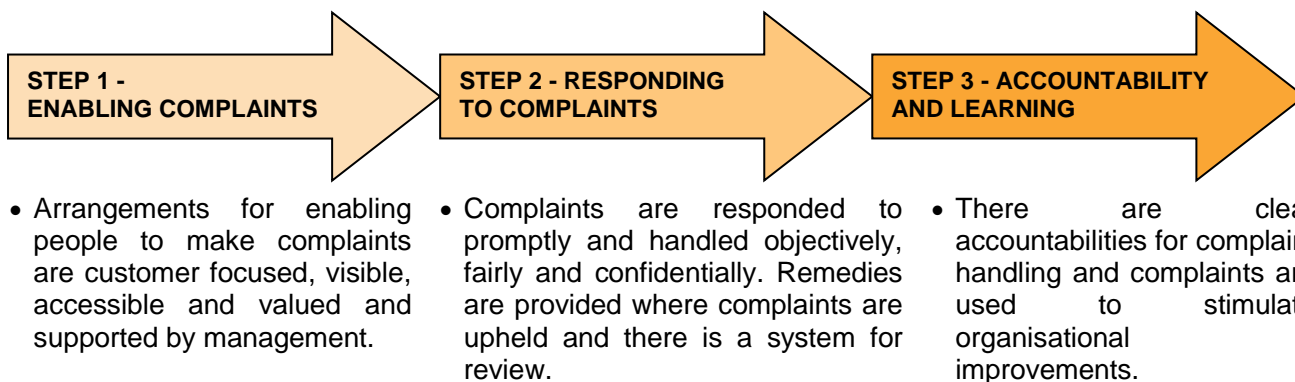 STEP 1 -
ENABLING COMPLAINTS
• Arrangements for enabling
people to make complaints
are customer focused, visible,
accessible and valued and
supported by management.
STEP 2 - RESPONDING
TO COMPLAINTS
• Complaints are responded to
promptly and handled objectively,
fairly and confidentially. Remedies
are provided where complaints are
upheld and there is a system for
review.
STEP 3 - ACCOUNTABILITY
AND LEARNING
• There are clea
accountabilities for complain
handling and complaints ar
used to stimulat
organisational
improvements.